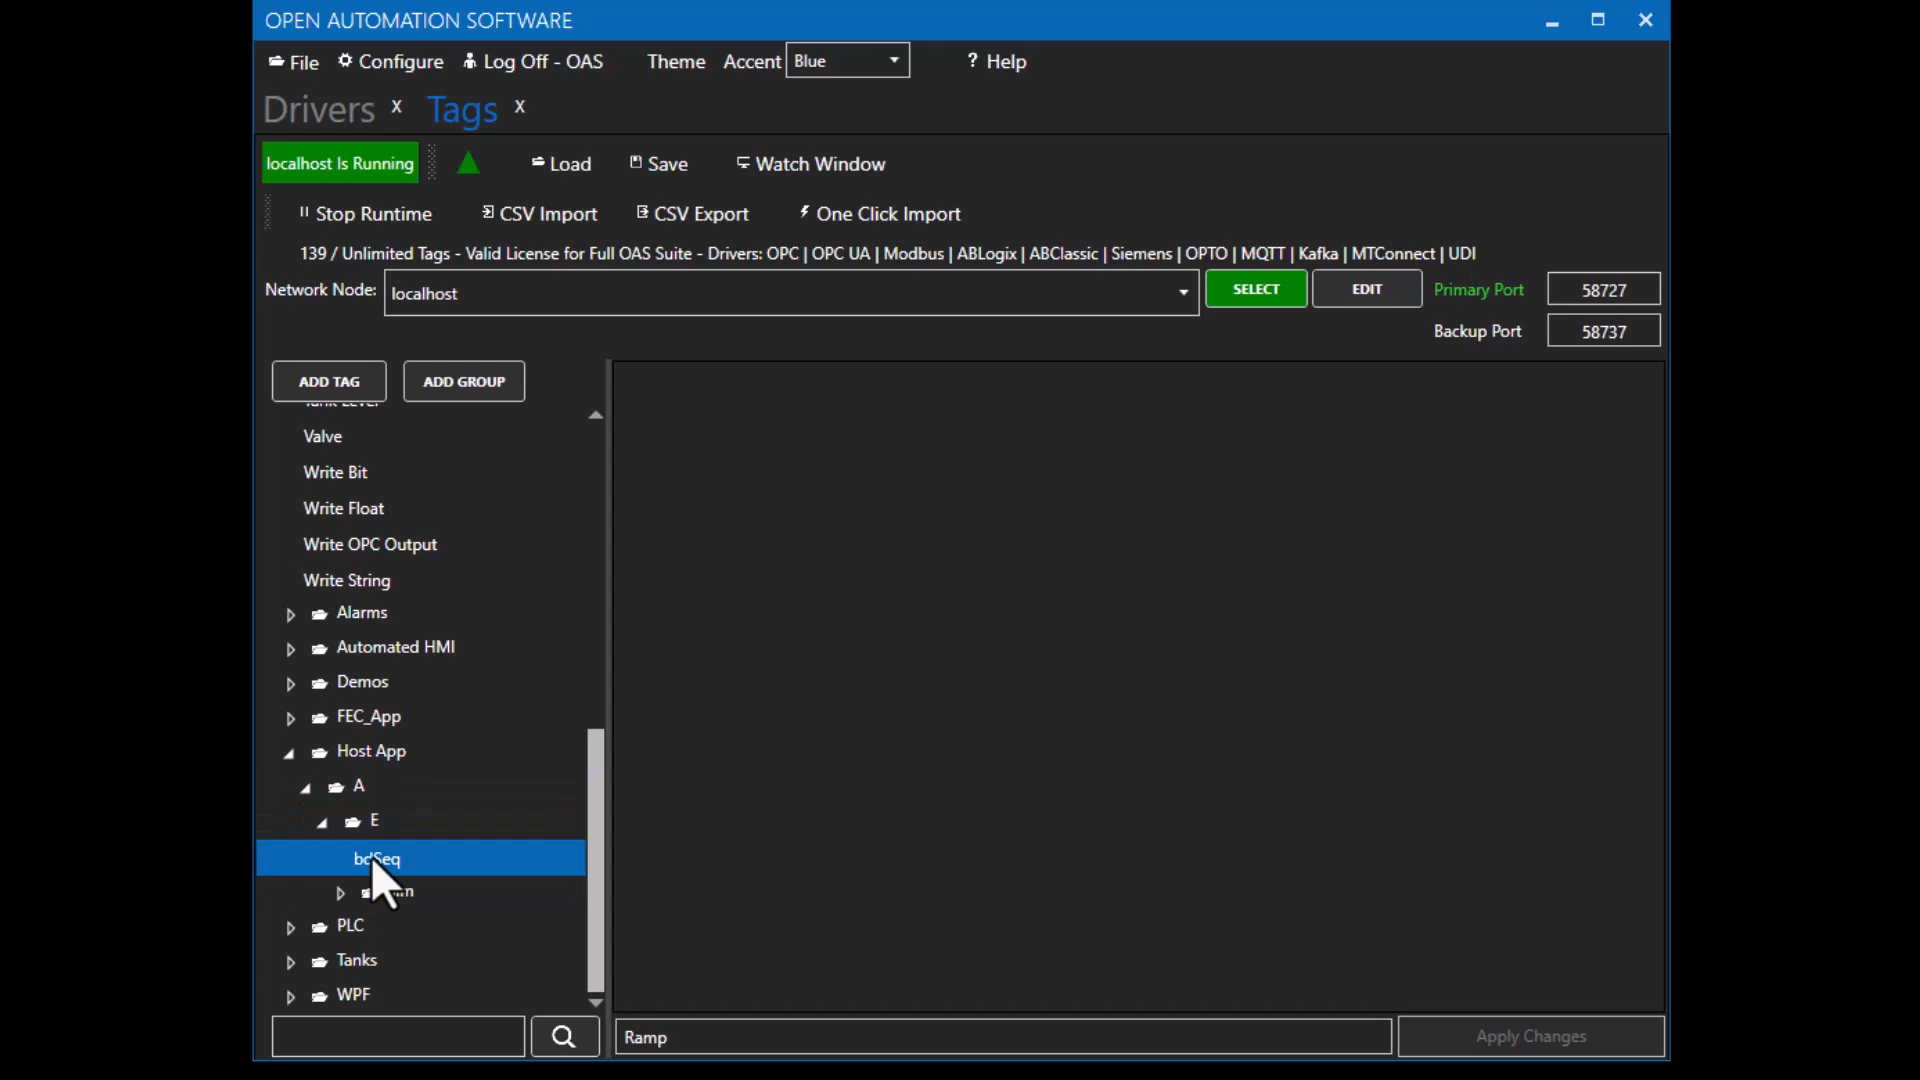 OPEN AUTOMATION SOFTWARE
File Configure Log Off - OAS Theme Accent Blue ? Help
Drivers x Tags x
localhost Is Running Load Save Watch Window
Stop Runtime CSV Import CSV Export One Click Import
139 / Unlimited Tags - Valid License for Full OAS Suite - Drivers: OPC | OPC UA | Modbus | ABLogix | ABClassic | Siemens | OPTO | MQTT | Kafka | MTConnect | UDI
Network Node: localhost SELECT EDIT Primary Port 58727
Backup Port 58737
ADD TAG ADD GROUP
Valve
Write Bit
Write Float
Write OPC Output
Write String
Alarms
Automated HMI
Demos
FEC_App
Host App
A
E
bdSeq
PLC
Tanks
WPF
Ramp Apply Changes